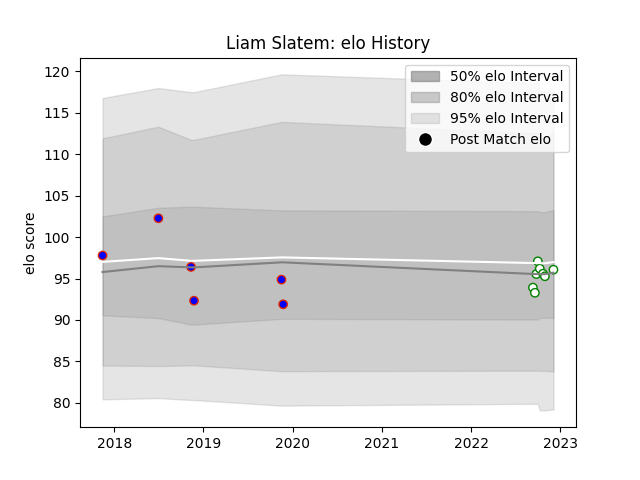 Liam Slatem: elo History
120
115
110
105
100
95
90
85
80
elo score
50% elo Interval
80% elo Interval
95% elo Interval
Post Match elo
2018 2019 2020 2021 2022 2023